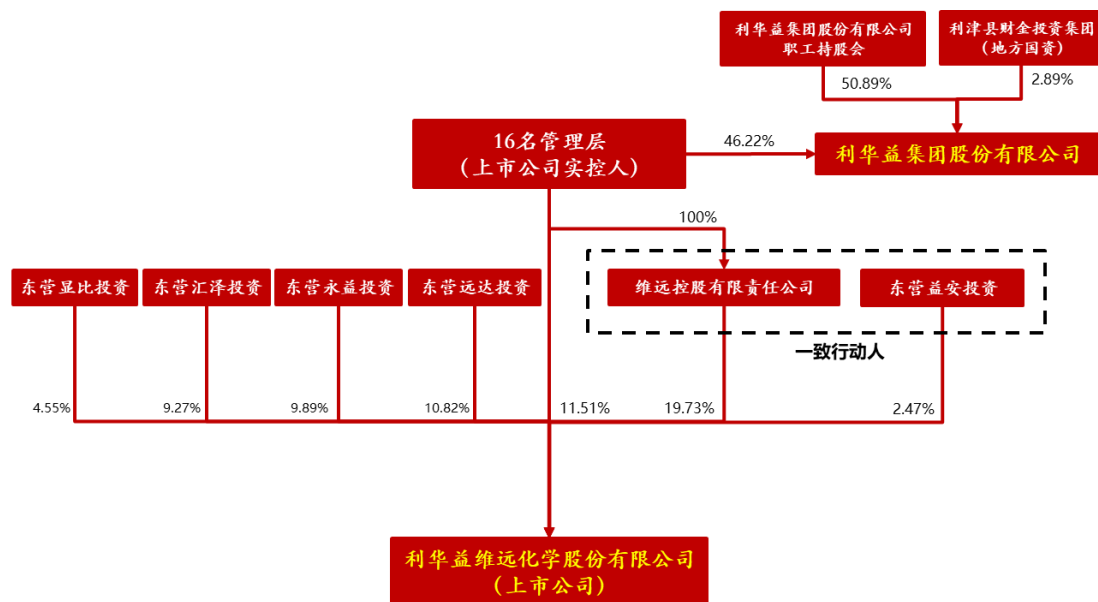 利华益集团股份有限公司
职工持股会
利津县财金投资集团
(地方国资)
50.89%
2.89%
16名管理层
(上市公司实控人)
46.22%
利华益集团股份有限公司
100%
东营显比投资
东营汇泽投资
东营永益投资
东营远达投资
维远控股有限责任公司
东营益安投资
一致行动人
4.55%
9.27%
9.89%
10.82%
11.51%
19.73%
2.47%
利华益维远化学股份有限公司
(上市公司)